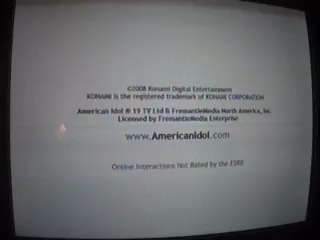 ©2008 Konami Digital Entertainment
KONAMI is the registered trademark of KONAMI CORPORATION
American Idol ® 19 TV Ltd & FremantleMedia North America, Inc.
Licensed by FremantleMedia Enterprise
www.AmericanIdol.com
Online Interactions Not Rated by the ESRB